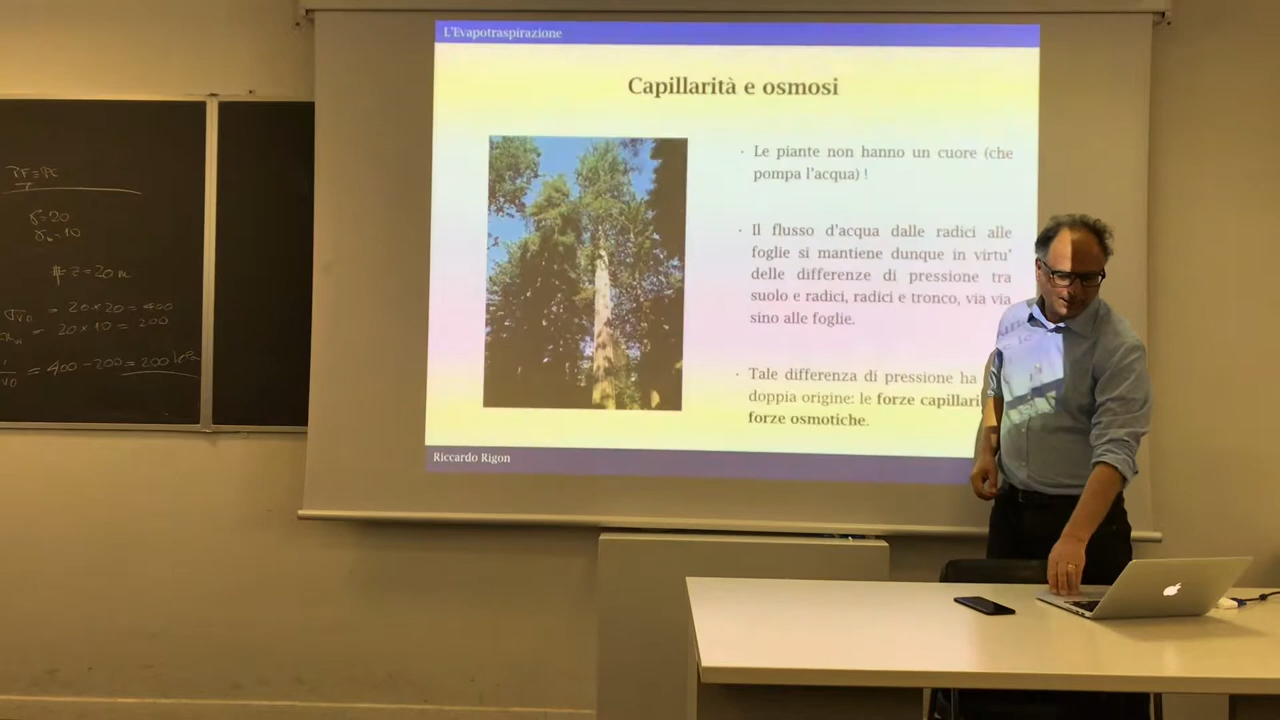 L'Evapotraspirazione
Capillarità e osmosi
· Le piante non hanno un cuore (che
pompa l'acqua) !
· Il flusso d'acqua dalle radici alle
foglie si mantiene dunque in virtu'
delle differenze di pressione tra
suolo e radici, radici e tronco, via via
sino alle foglie.
· Tale differenza di pressione ha
doppia origine: le forze capillari
forze osmotiche.
Riccardo Rigon
= 20
= 10
z = 20 m
= 20 × 20 = 400
= 20 × 10 = 200
= 400 - 200 = 200 kPa